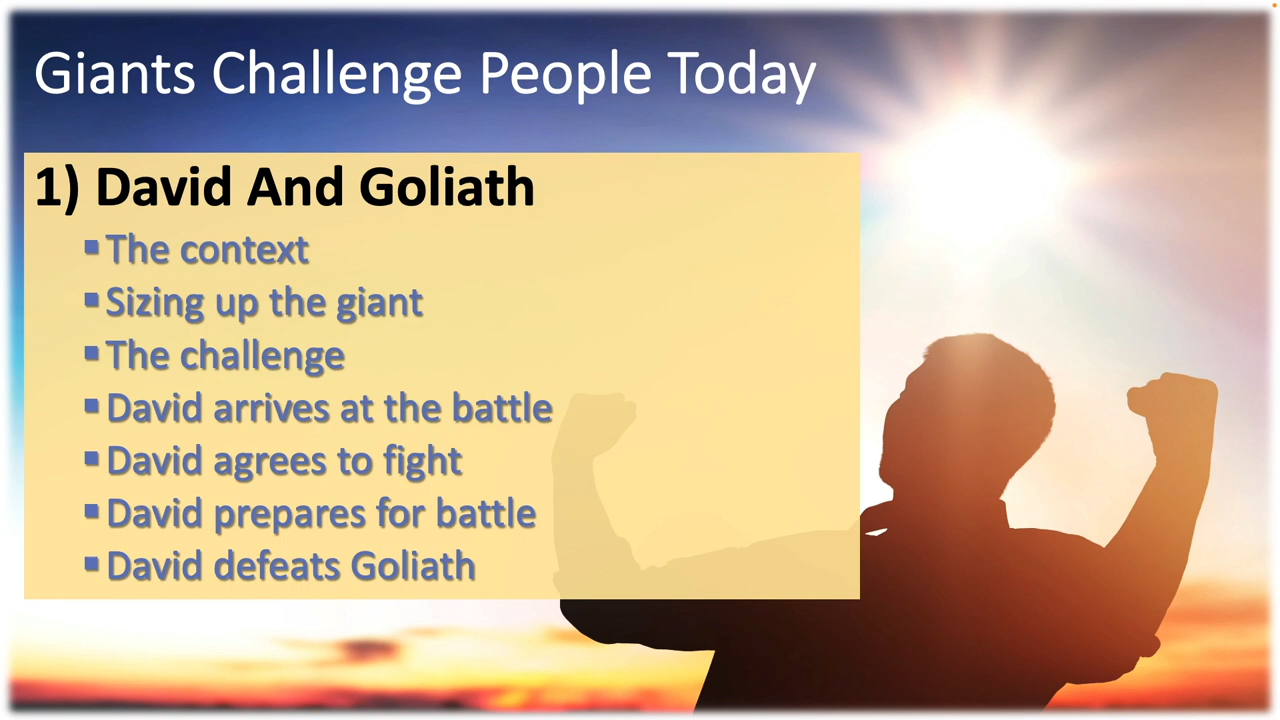 Giants Challenge People Today
1) David And Goliath
▪ The context
▪ Sizing up the giant
▪ The challenge
▪ David arrives at the battle
▪ David agrees to fight
▪ David prepares for battle
▪ David defeats Goliath